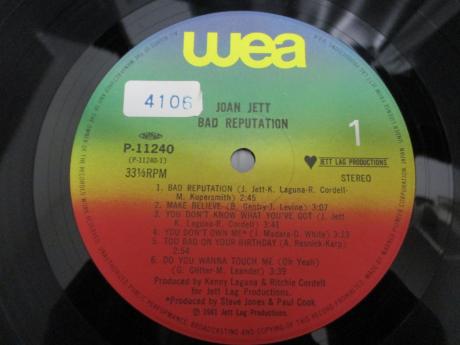 wea
4106
JOAN JETT
BAD REPUTATION
P-11240
(P-11240-1)
33⅓RPM
1
JETT LAG PRODUCTIONS
STEREO
1. BAD REPUTATION (J. Jett-K. Laguna-R. Cordell-
M. Kupersmith) 2:45
2. MAKE BELIEVE (B. Gentry-J. Levine) 3:07
3. YOU DON'T KNOW WHAT YOU'VE GOT (J. Jett
K. Laguna-R. Cordell) 3:41
4. YOU DON'T OWN ME* (J. Madara-D. White) 3:13
5. TOO BAD ON YOUR BIRTHDAY (A. Resnick-Karp)
2:54
6. DO YOU WANNA TOUCH ME (Oh Yeah)
(G. Glitter-M. Leander) 3:39
Produced by Kenny Laguna & Ritchie Cordell
for Jett Lag Productions.
*Produced by Steve Jones & Paul Cook
℗ 1981 Jett Lag Productions.